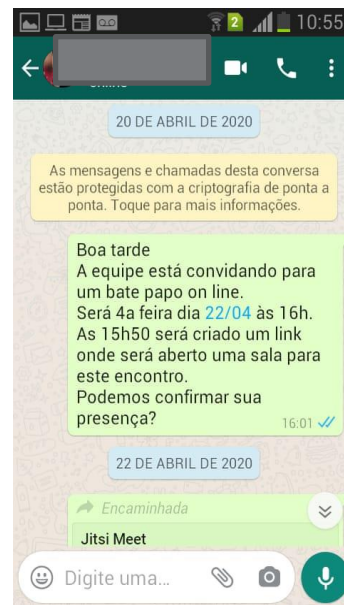 2 10:55
online
20 DE ABRIL DE 2020
As mensagens e chamadas desta conversa
estão protegidas com a criptografia de ponta a
ponta. Toque para mais informações.
Boa tarde
A equipe está convidando para
um bate papo on line.
Será 4a feira dia 22/04 às 16h.
As 15h50 será criado um link
onde será aberto uma sala para
este encontro.
Podemos confirmar sua
presença?
16:01
22 DE ABRIL DE 2020
Encaminhada
Jitsi Meet
Digite uma...